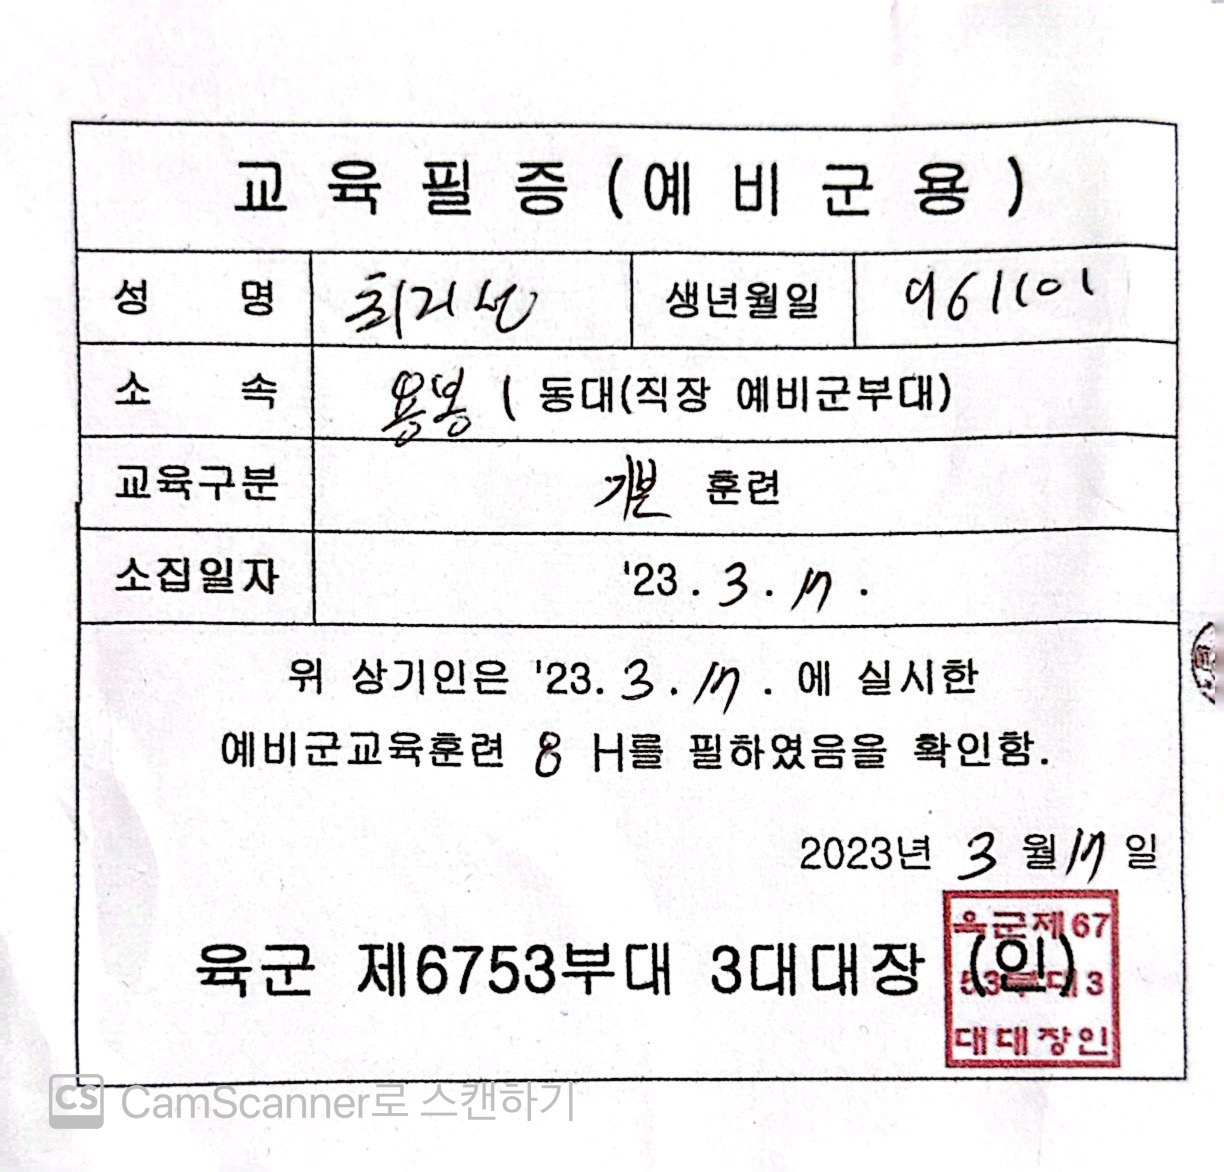 교육필증(예비군용)
성 명 최지선 생년월일 961101
소 속 용봉 1 동대(직장 예비군부대)
교육구분 기본 훈련
소집일자 '23. 3. 17.
위 상기인은 '23. 3. 17. 에 실시한
예비군교육훈련 8 H를 필하였음을 확인함.
2023년 3 월 17 일
육군 제6753부대 3대대장 (인)
육군제67
53부대3
대대장인
CS CamScanner로 스캔하기